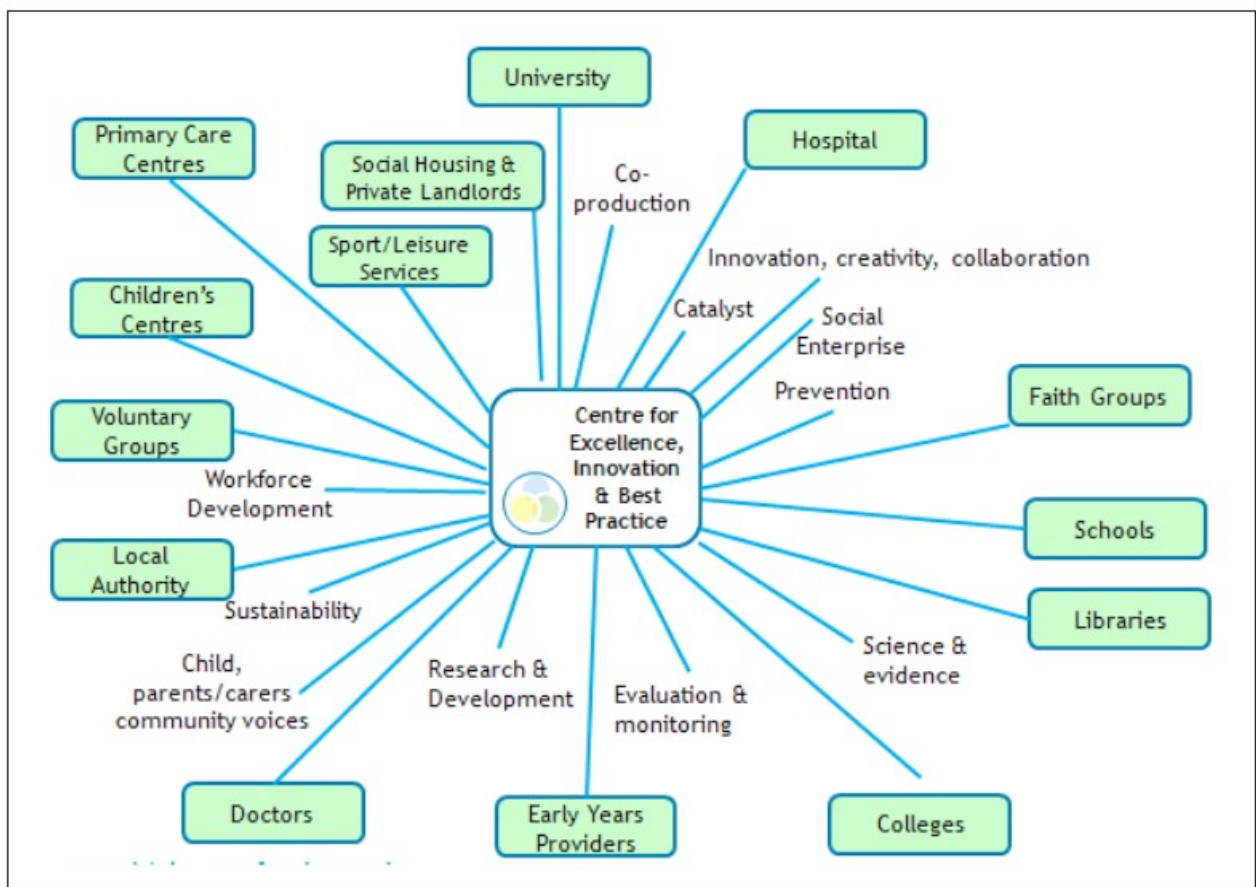 University
Primary Care
Centres
Hospital
Social Housing &
Private Landlords
Co-
production
Sport/Leisure
Services
Innovation, creativity, collaboration
Children's
Centres
Catalyst
Social
Enterprise
Prevention
Faith Groups
Centre for
Excellence,
Innovation
& Best
Practice
Voluntary
Groups
Workforce
Development
Schools
Local
Authority
Sustainability
Libraries
Science &
evidence
Child,
parents/carers
community voices
Research &
Development
Evaluation &
monitoring
Doctors
Early Years
Providers
Colleges